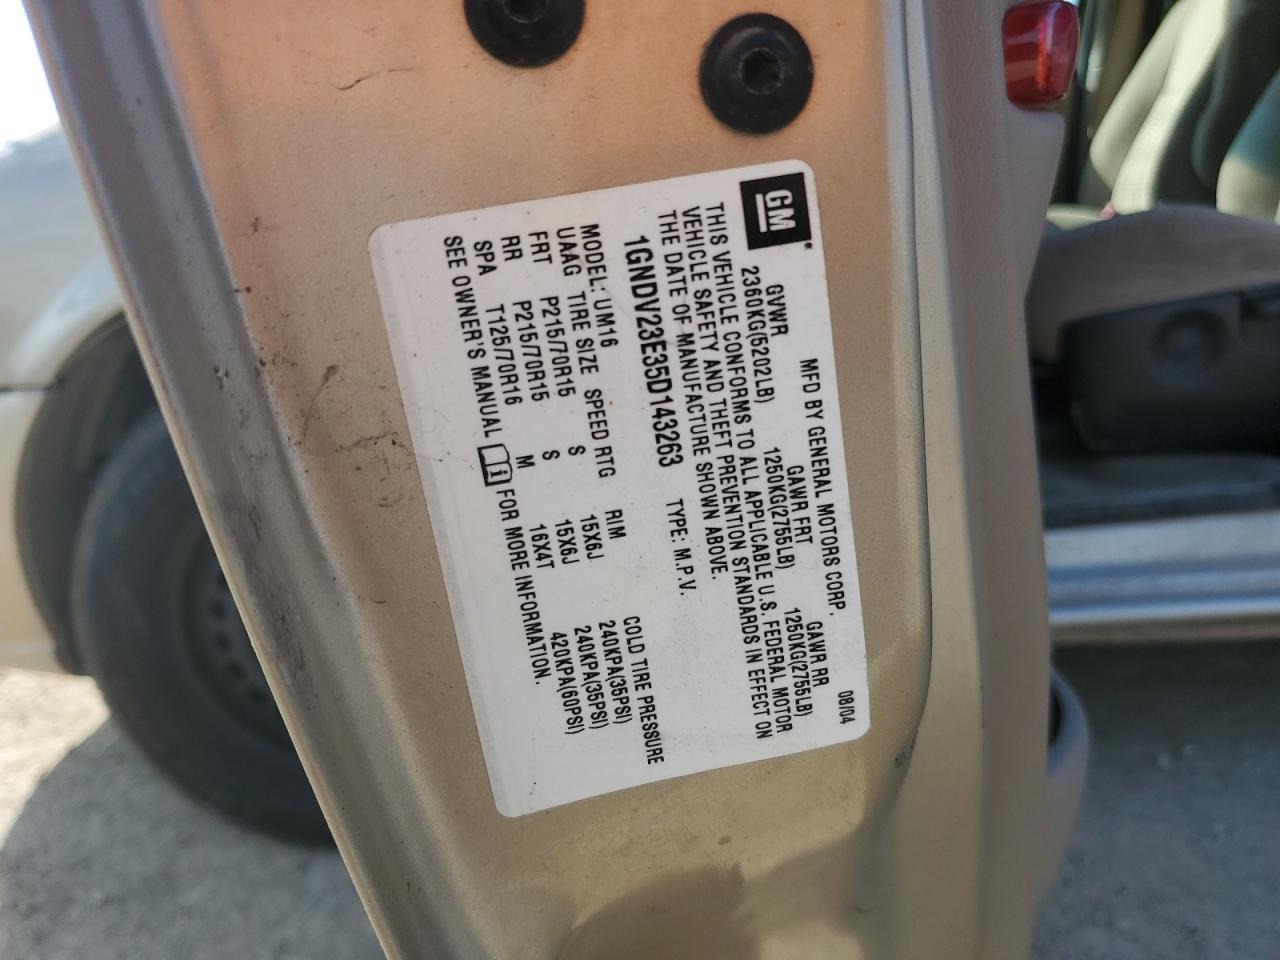 GM
MFD BY GENERAL MOTORS CORP. 08/04
GVWR GAWR FRT GAWR RR
2360KG(5202LB) 1250KG(2755LB) 1250KG(2755LB)
THIS VEHICLE CONFORMS TO ALL APPLICABLE U.S. FEDERAL MOTOR
VEHICLE SAFETY AND THEFT PREVENTION STANDARDS IN EFFECT ON
THE DATE OF MANUFACTURE SHOWN ABOVE.
1GNDV23E35D143263 TYPE: M.P.V.
MODEL: UM16
UAAG TIRE SIZE SPEED RTG RIM COLD TIRE PRESSURE
FRT P215/70R15 S 15X6J 240KPA(35PSI)
RR P215/70R15 S 15X6J 240KPA(35PSI)
SPA T125/70R16 M 16X4T 420KPA(60PSI)
SEE OWNER'S MANUAL i FOR MORE INFORMATION.